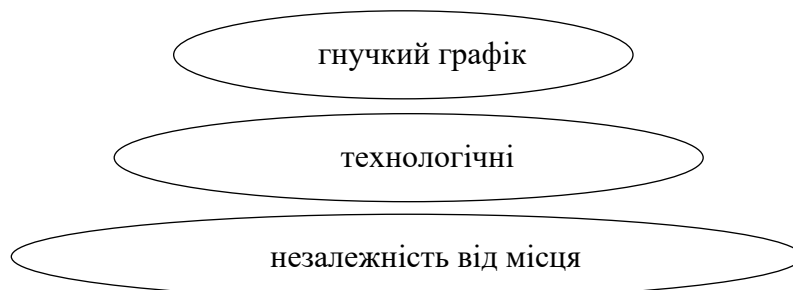 гнучкий графік
технологічні
незалежність від місця